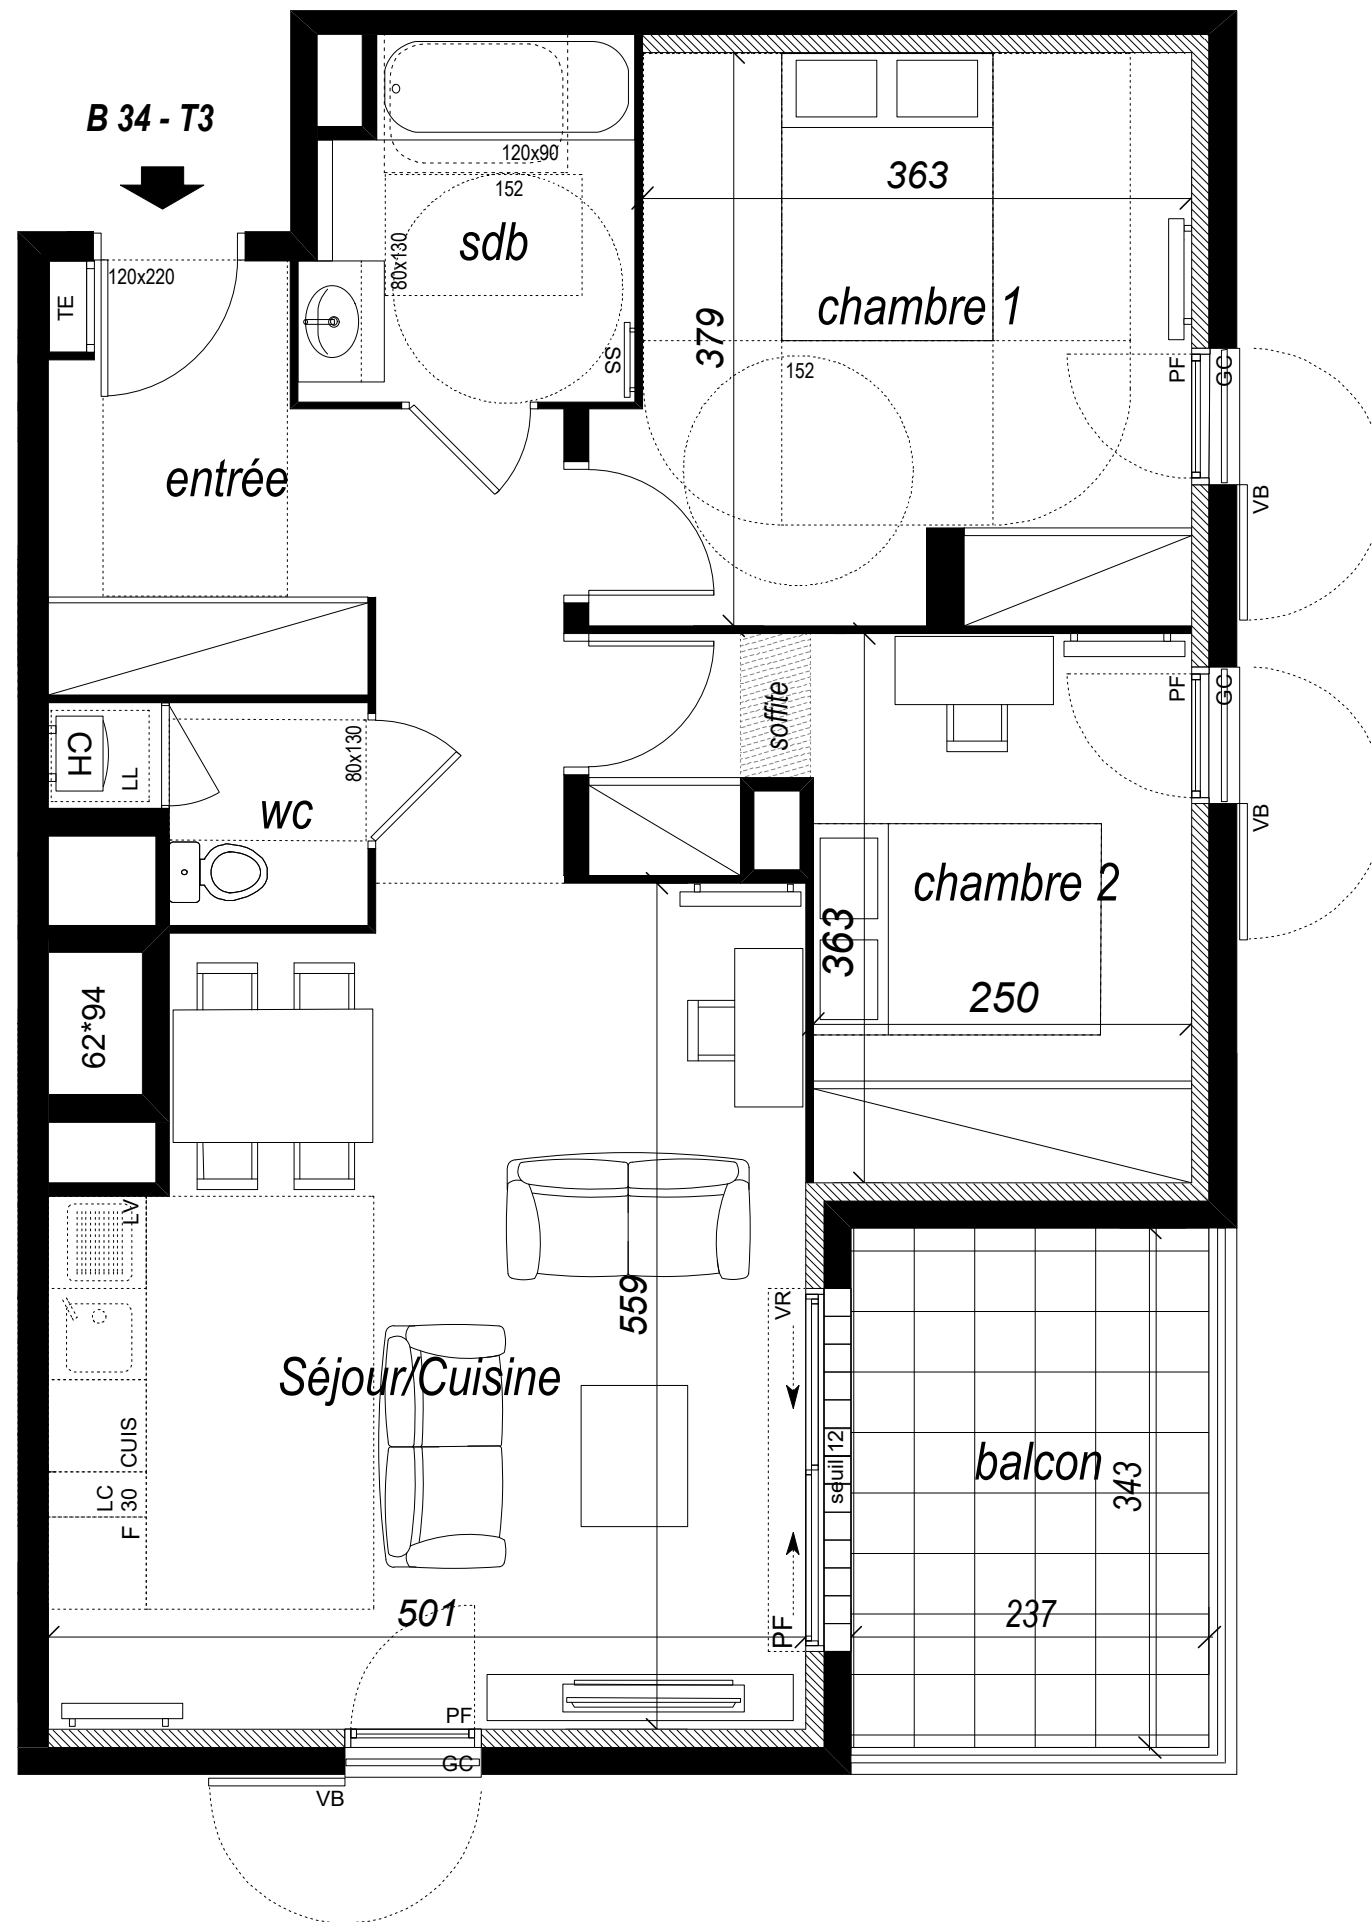 B 34 - T3
120x90
152
363
sdb
80x130
120x220
TE
chambre 1
379
SS
152
PF
GC
entrée
VB
soffite
PF
GC
CH
LL
80x130
wc
VB
chambre 2
363
250
62*94
LV
559
VR
Séjour/Cuisine
CUIS
balcon
343
seuil 12
LC
30
F
501
237
PF
PF
GC
VB